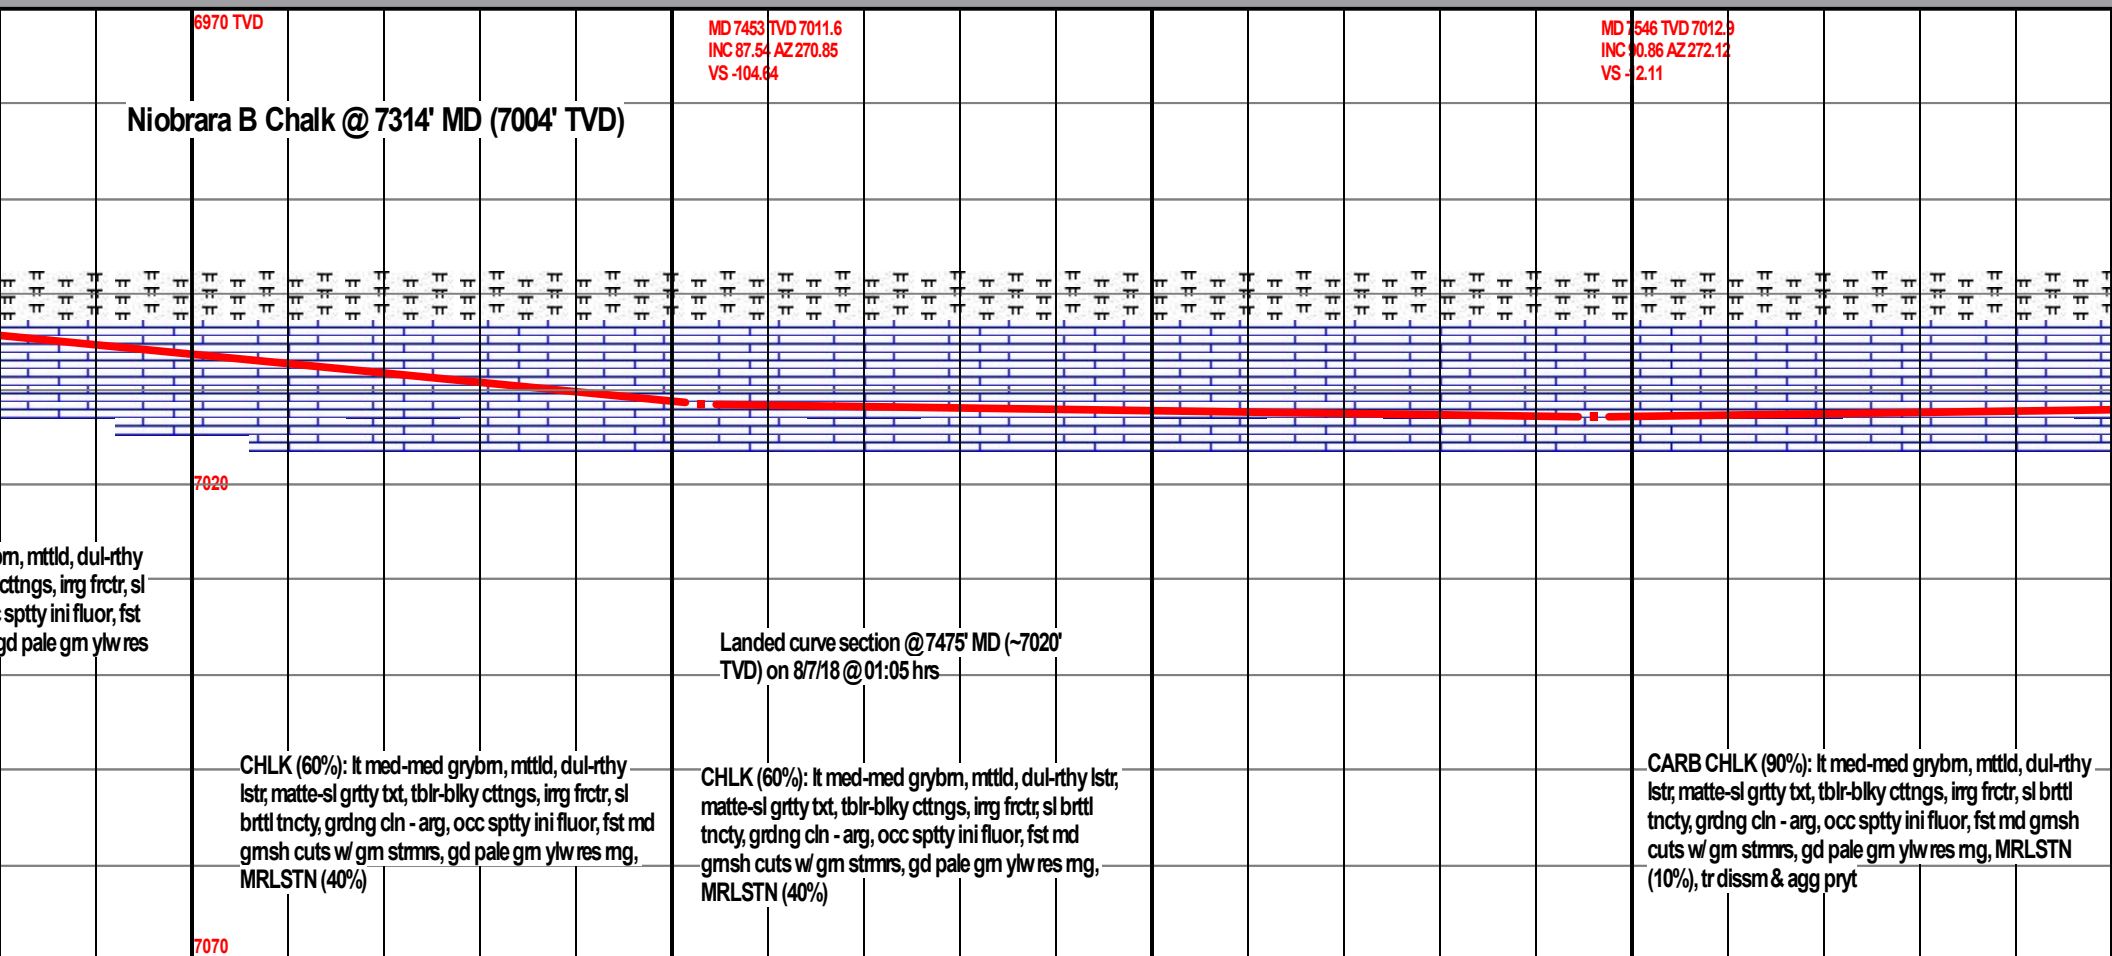 6970 TVD
MD 7453 TVD 7011.6
INC 87.54 AZ 270.85
VS -104.64
MD 7546 TVD 7012.9
INC 90.86 AZ 272.12
VS -12.11
Niobrara B Chalk @ 7314' MD (7004' TVD)
7020
brn, mttld, dul-rthy
cttngs, irrg frctr, sl
sptty ini fluor, fst
gd pale grn ylw res
Landed curve section @ 7475' MD (~7020'
TVD) on 8/7/18 @ 01:05 hrs
CHLK (60%): lt med-med grybrn, mttld, dul-rthy
lstr, matte-sl grtty txt, tblr-blky cttngs, irrg frctr, sl
brttl tncty, grdng cln - arg, occ sptty ini fluor, fst md
grnsh cuts w/ grn strmrs, gd pale grn ylw res rng,
MRLSTN (40%)
CHLK (60%): lt med-med grybrn, mttld, dul-rthy lstr,
matte-sl grtty txt, tblr-blky cttngs, irrg frctr, sl brttl
tncty, grdng cln - arg, occ sptty ini fluor, fst md
grnsh cuts w/ grn strmrs, gd pale grn ylw res rng,
MRLSTN (40%)
CARB CHLK (90%): lt med-med grybrn, mttld, dul-rthy
lstr, matte-sl grtty txt, tblr-blky cttngs, irrg frctr, sl brttl
tncty, grdng cln - arg, occ sptty ini fluor, fst md grnsh
cuts w/ grn strmrs, gd pale grn ylw res rng, MRLSTN
(10%), tr dissm & agg pryt
7070